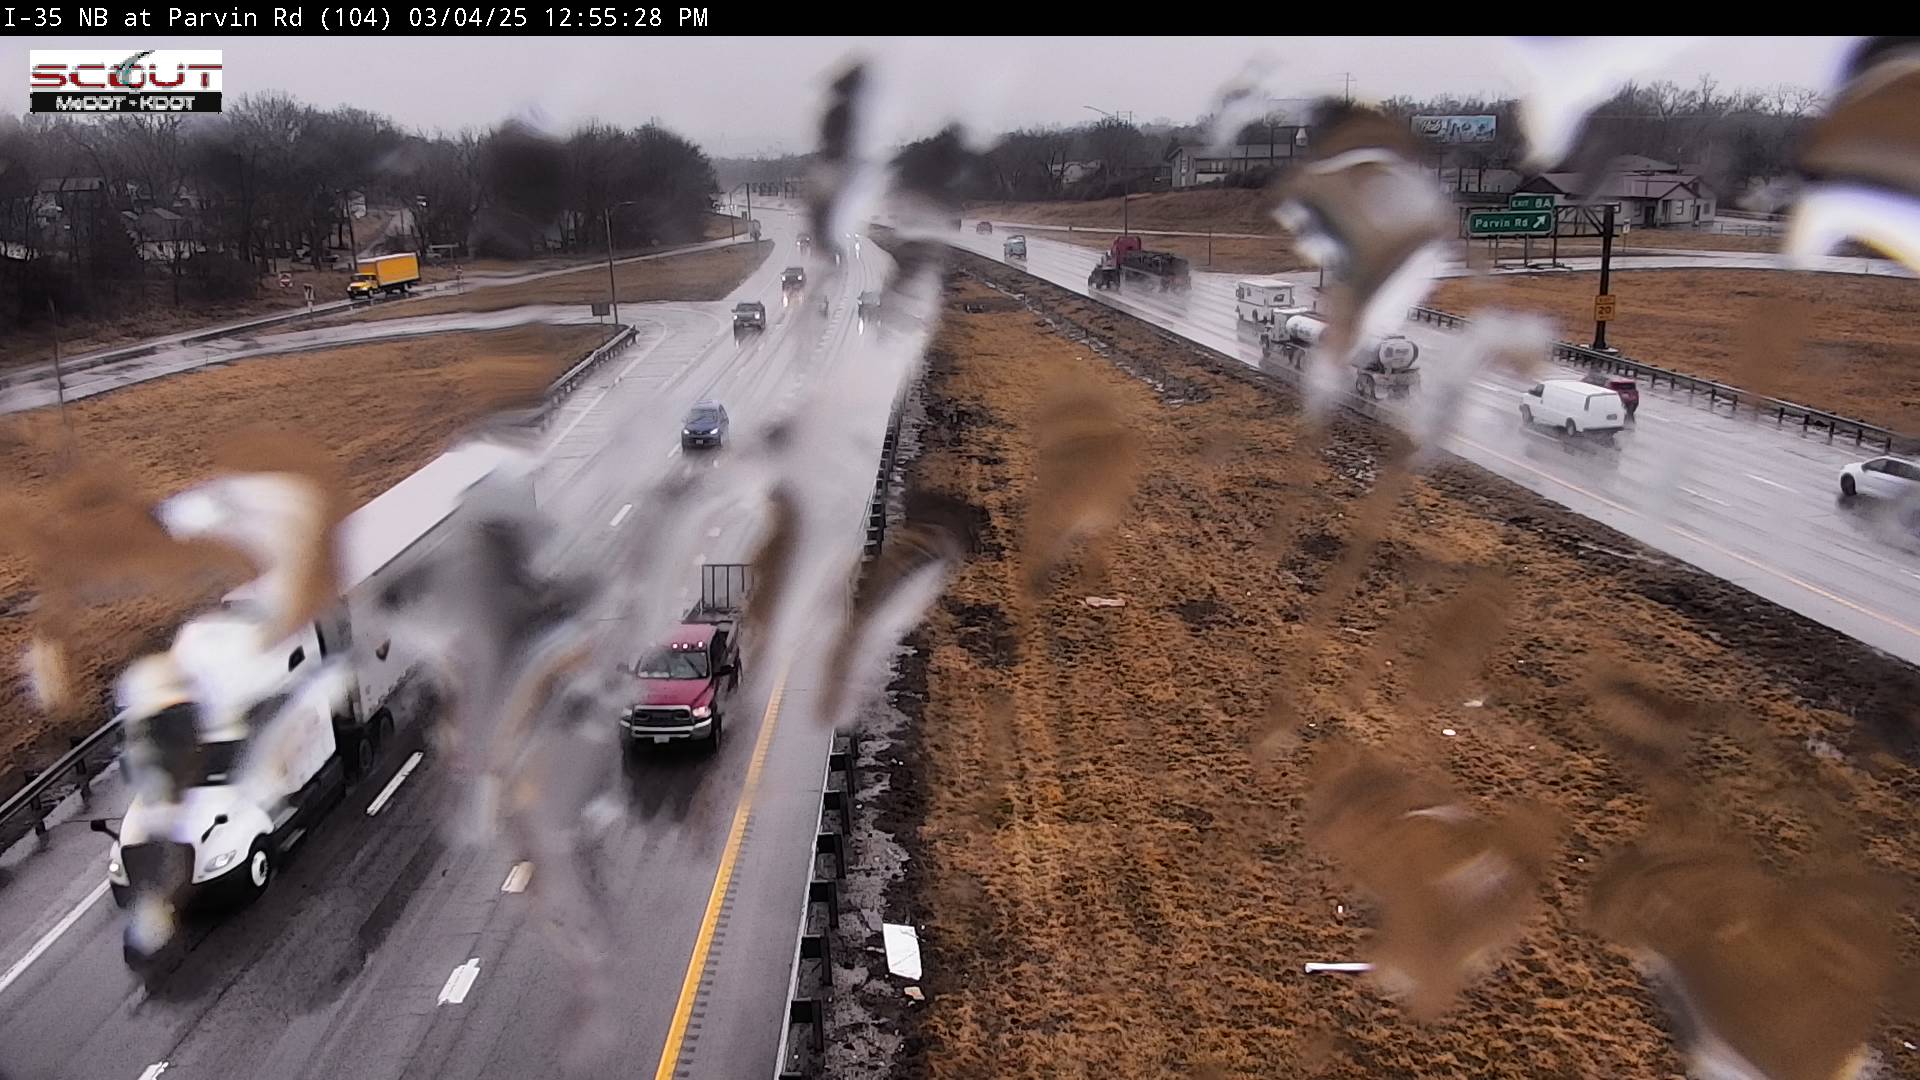 I-35 NB at Parvin Rd (104) 03/04/25 12:55:28 PM
SCOUT
MoDOT - KDOT
EXIT 8A
Parvin Rd
20